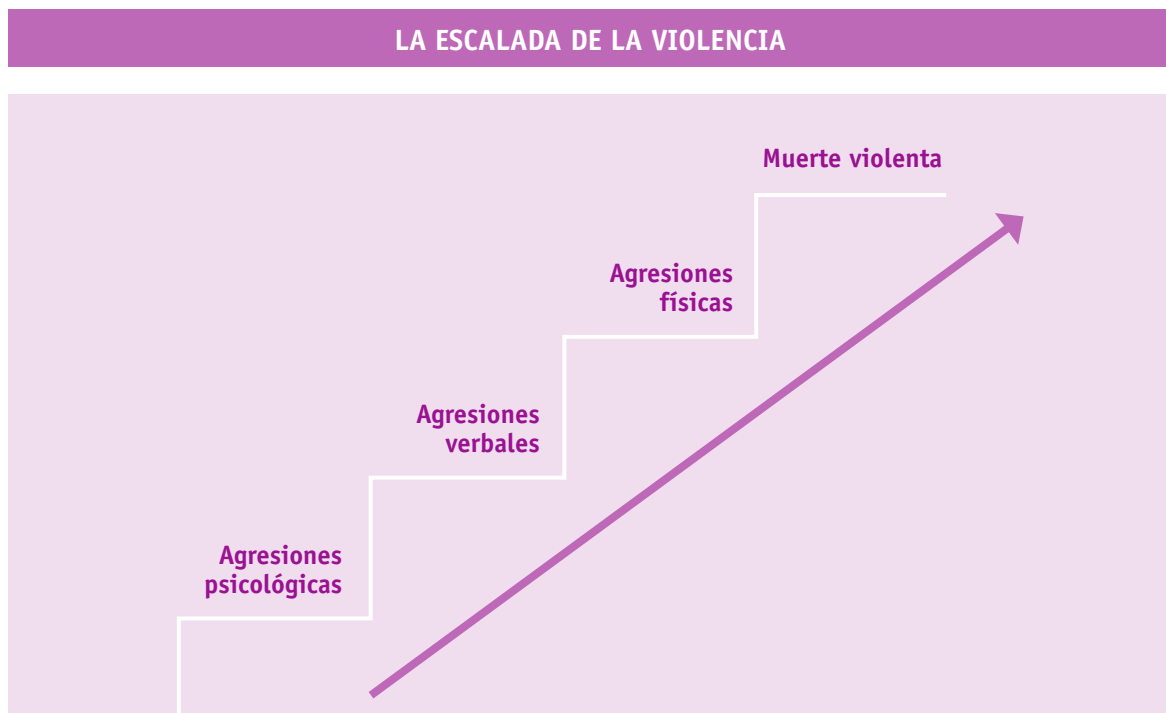 LA ESCALADA DE LA VIOLENCIA
Muerte violenta
Agresiones
físicas
Agresiones
verbales
Agresiones
psicológicas